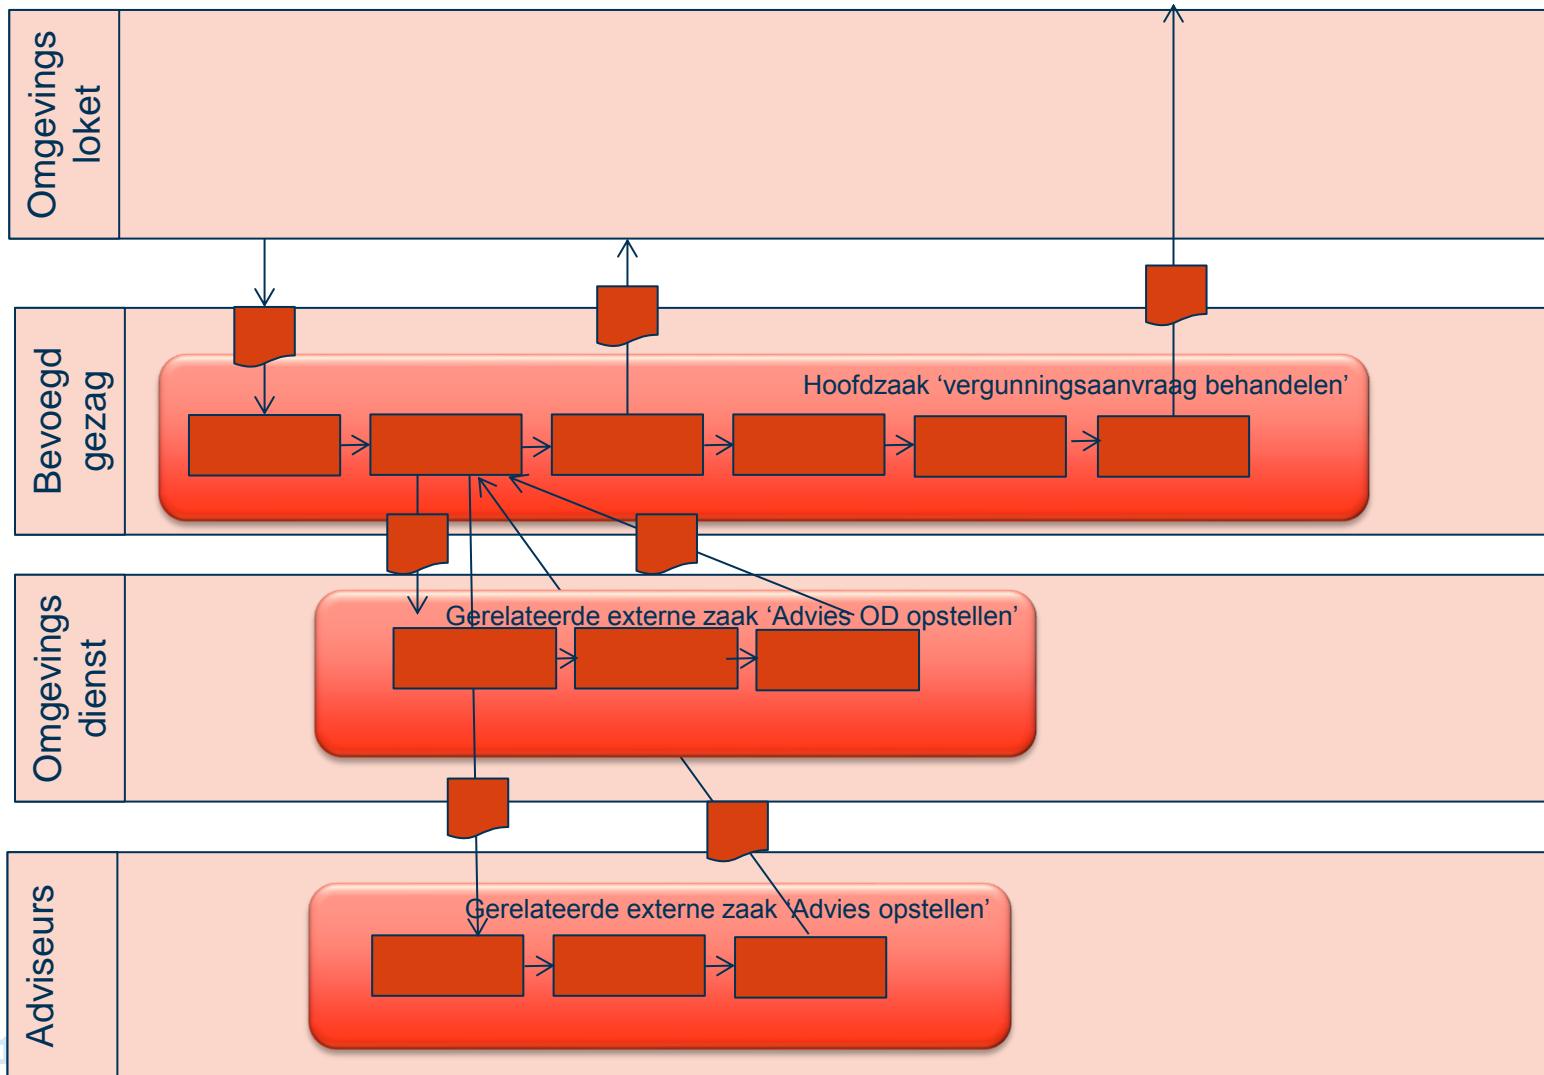 Omgevings
loket
Bevoegd
gezag
Hoofdzaak ‘vergunningsaanvraag behandelen’
Omgevings
dienst
Gerelateerde externe zaak ‘Advies OD opstellen’
Adviseurs
Gerelateerde externe zaak ‘Advies opstellen’